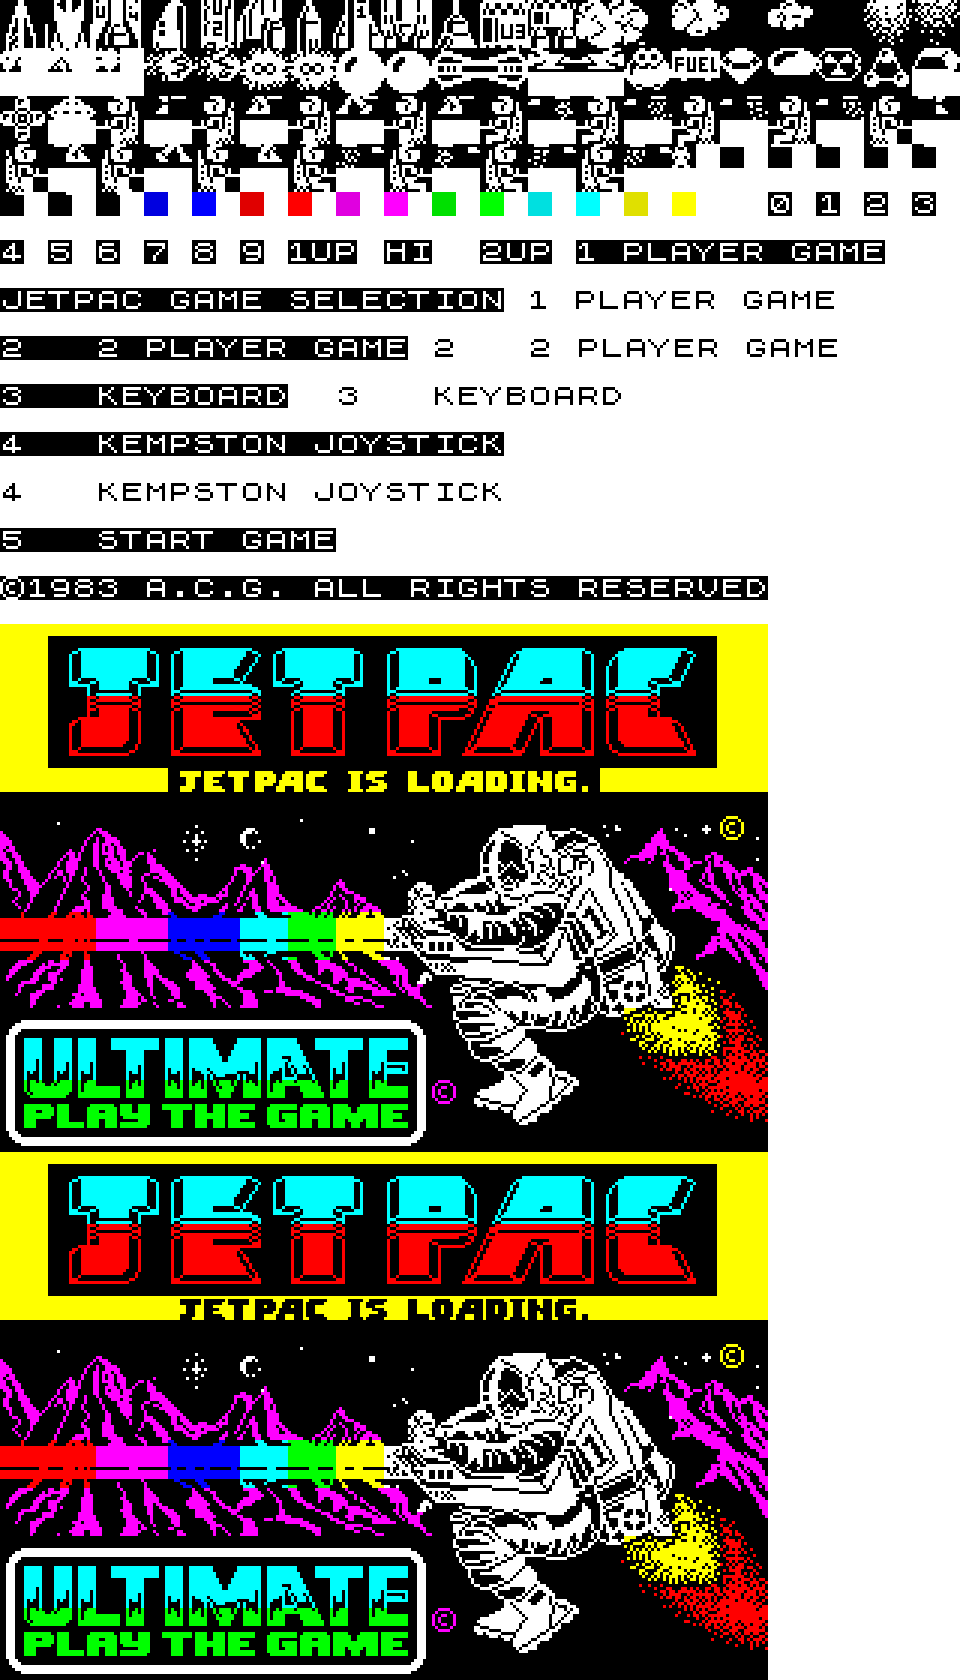 U3
FUEL
0 1 2 3
4 5 6 7 8 9 1UP HI 2UP 1 PLAYER GAME
JETPAC GAME SELECTION 1 PLAYER GAME
2 2 PLAYER GAME 2 2 PLAYER GAME
3 KEYBOARD 3 KEYBOARD
4 KEMPSTON JOYSTICK
4 KEMPSTON JOYSTICK
5 START GAME
©1983 A.C.G. ALL RIGHTS RESERVED
JETPAC
JETPAC IS LOADING.
©
ULTIMATE
PLAY THE GAME ©
JETPAC
JETPAC IS LOADING.
©
ULTIMATE
PLAY THE GAME ©